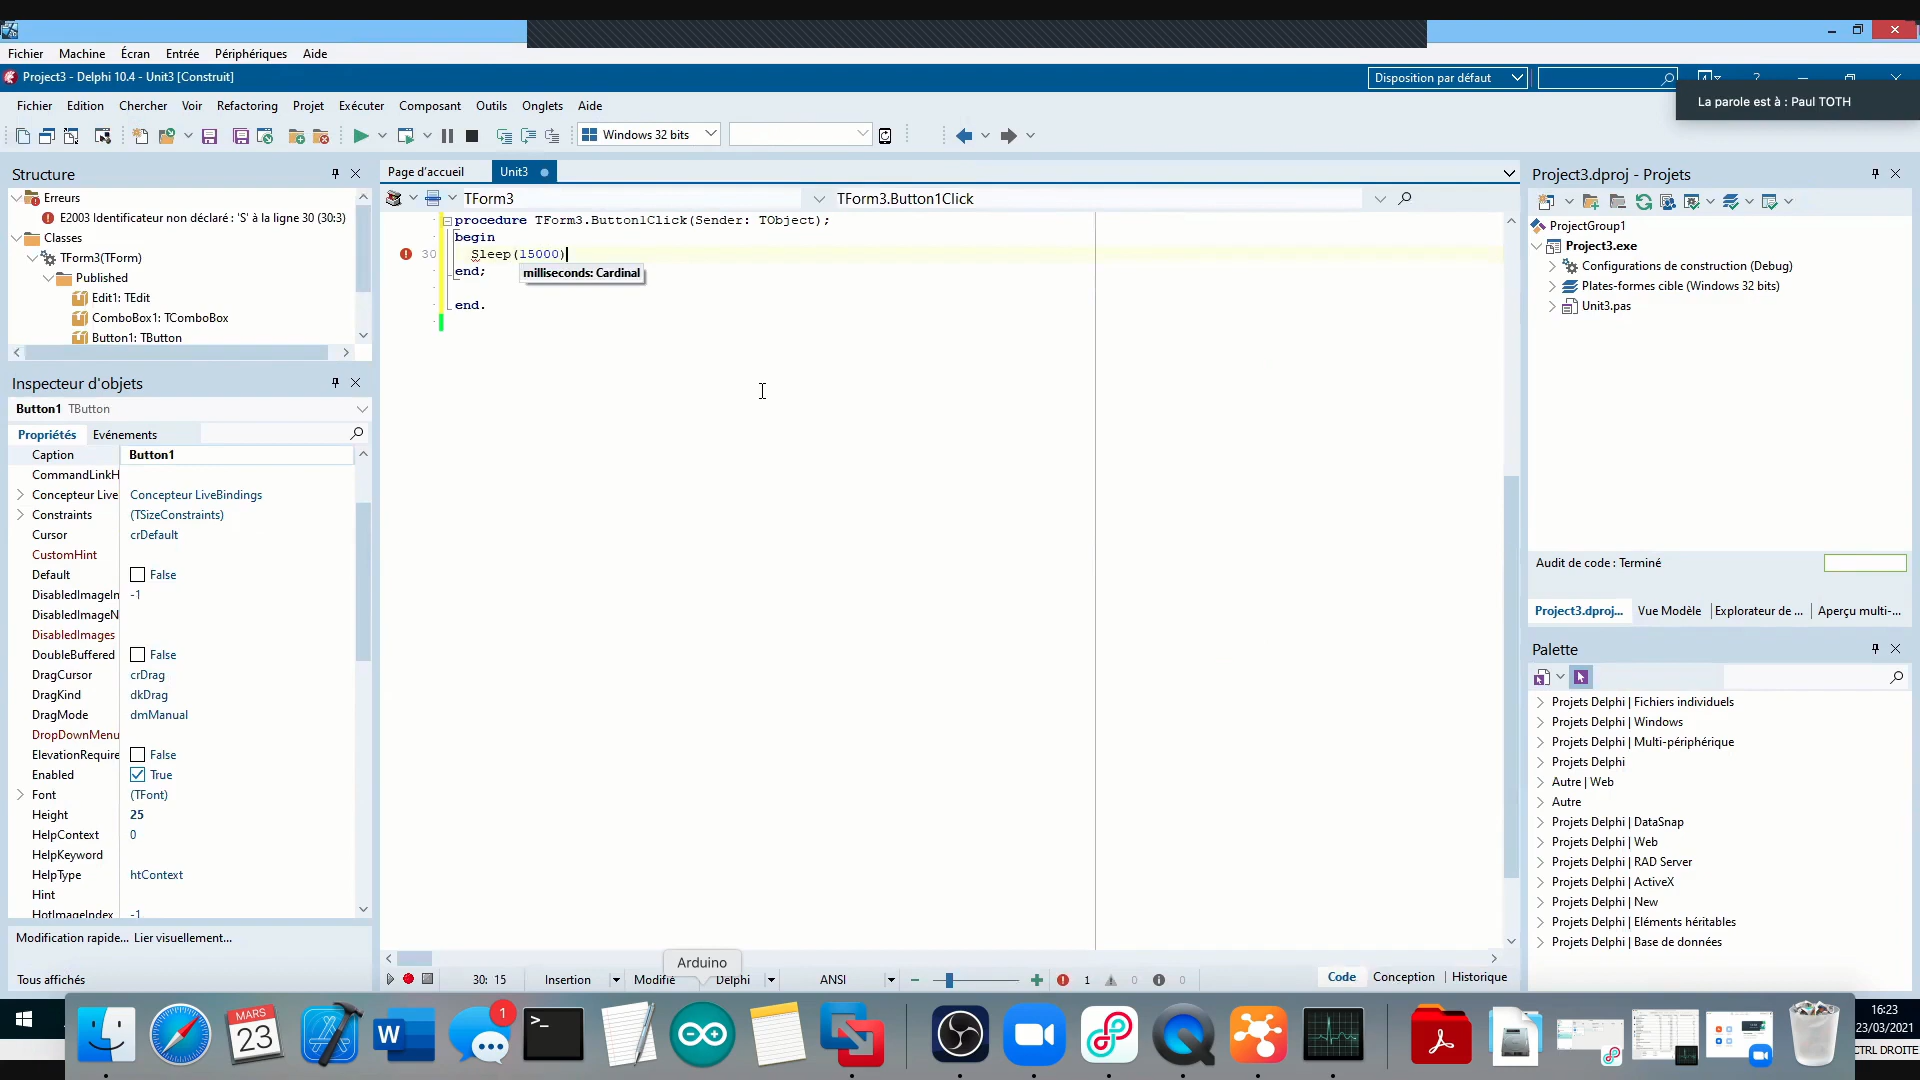 Fichier Machine Écran Entrée Périphériques Aide
Project3 - Delphi 10.4 - Unit3 [Construit]
Disposition par défaut
La parole est à : Paul TOTH
Fichier Edition Chercher Voir Refactoring Projet Exécuter Composant Outils Onglets Aide
Windows 32 bits
Structure
Erreurs
E2003 Identificateur non déclaré : 'S' à la ligne 30 (30:3)
Classes
TForm3(TForm)
Published
Edit1: TEdit
ComboBox1: TComboBox
Button1: TButton
Inspecteur d'objets
Button1 TButton
Propriétés Evénements
Caption Button1
CommandLinkH
Concepteur Live Concepteur LiveBindings
Constraints (TSizeConstraints)
Cursor crDefault
CustomHint
Default False
DisabledImageIn -1
DisabledImageN
DisabledImages
DoubleBuffered False
DragCursor crDrag
DragKind dkDrag
DragMode dmManual
DropDownMenu
ElevationRequire False
Enabled True
Font (TFont)
Height 25
HelpContext 0
HelpKeyword
HelpType htContext
Hint
HotImageIndex -1
Modification rapide... Lier visuellement...
Tous affichés
Page d'accueil Unit3
TForm3 TForm3.Button1Click
procedure TForm3.Button1Click(Sender: TObject);
begin
30 Sleep(15000)
end; milliseconds: Cardinal
end.
Arduino
30: 15 Insertion Modifié Delphi ANSI 1 0 0
Code Conception Historique
Project3.dproj - Projets
ProjectGroup1
Project3.exe
Configurations de construction (Debug)
Plates-formes cible (Windows 32 bits)
Unit3.pas
Audit de code : Terminé
Project3.dproj... Vue Modèle Explorateur de ... Aperçu multi-...
Palette
Projets Delphi | Fichiers individuels
Projets Delphi | Windows
Projets Delphi | Multi-périphérique
Projets Delphi
Autre | Web
Autre
Projets Delphi | DataSnap
Projets Delphi | Web
Projets Delphi | RAD Server
Projets Delphi | ActiveX
Projets Delphi | New
Projets Delphi | Eléments héritables
Projets Delphi | Base de données
MARS
23
W
1
>_
16:23
23/03/2021
CTRL DROITE